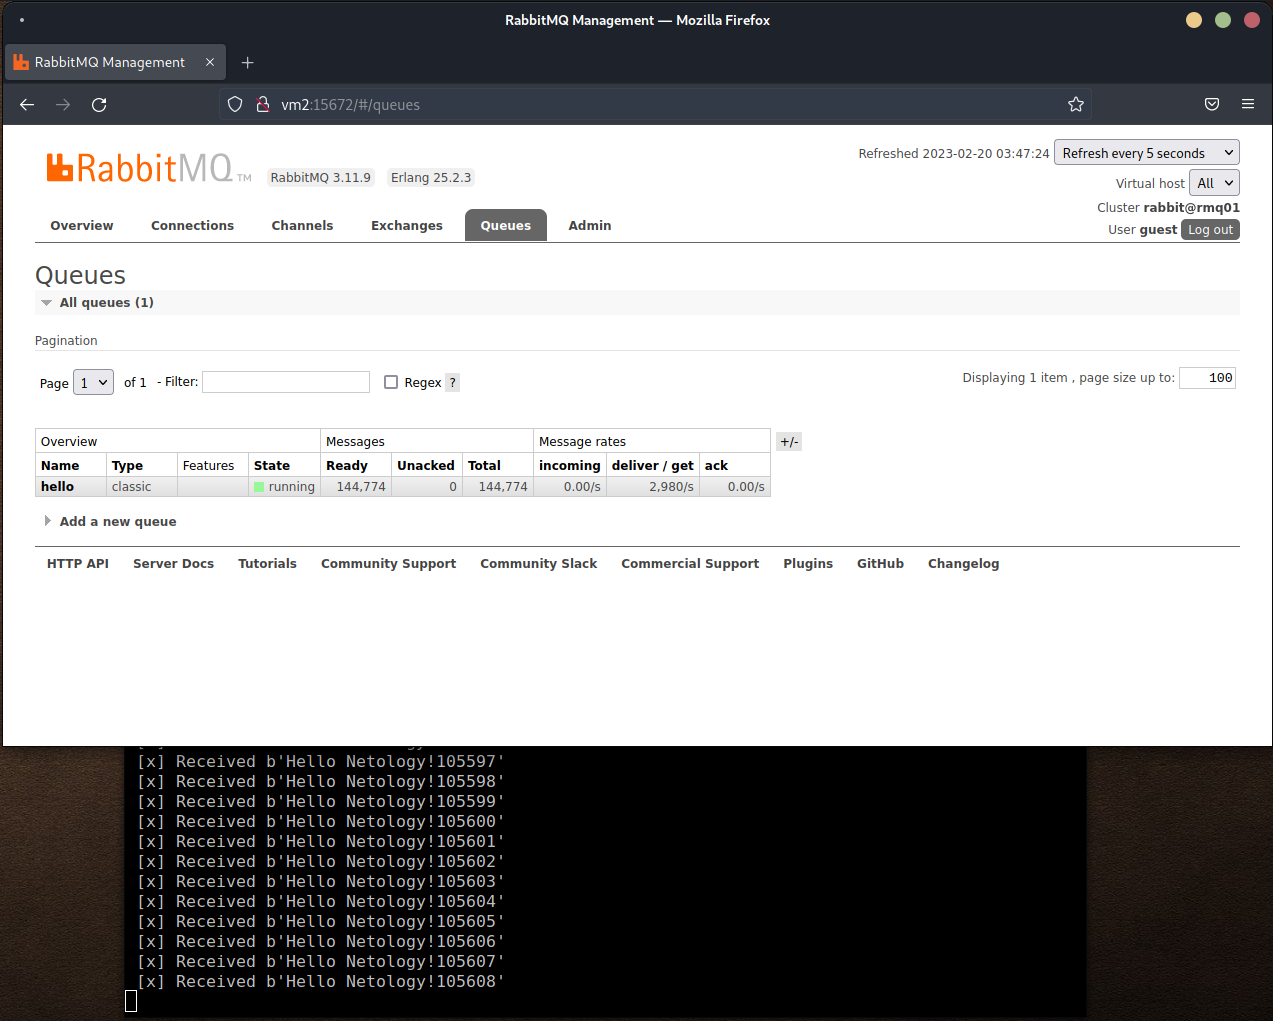 RabbitMQ Management — Mozilla Firefox
RabbitMQ Management
vm2:15672/#/queues
RabbitMQ TM RabbitMQ 3.11.9 Erlang 25.2.3
Refreshed 2023-02-20 03:47:24 Refresh every 5 seconds
Virtual host All
Cluster rabbit@rmq01
User guest Log out
Overview Connections Channels Exchanges Queues Admin
Queues
All queues (1)
Pagination
Page 1 of 1 - Filter: Regex ? Displaying 1 item , page size up to: 100
Overview Messages Message rates +/-
Name Type Features State Ready Unacked Total incoming deliver / get ack
hello classic running 144,774 0 144,774 0.00/s 2,980/s 0.00/s
Add a new queue
HTTP API Server Docs Tutorials Community Support Community Slack Commercial Support Plugins GitHub Changelog
[x] Received b'Hello Netology!105597'
[x] Received b'Hello Netology!105598'
[x] Received b'Hello Netology!105599'
[x] Received b'Hello Netology!105600'
[x] Received b'Hello Netology!105601'
[x] Received b'Hello Netology!105602'
[x] Received b'Hello Netology!105603'
[x] Received b'Hello Netology!105604'
[x] Received b'Hello Netology!105605'
[x] Received b'Hello Netology!105606'
[x] Received b'Hello Netology!105607'
[x] Received b'Hello Netology!105608'